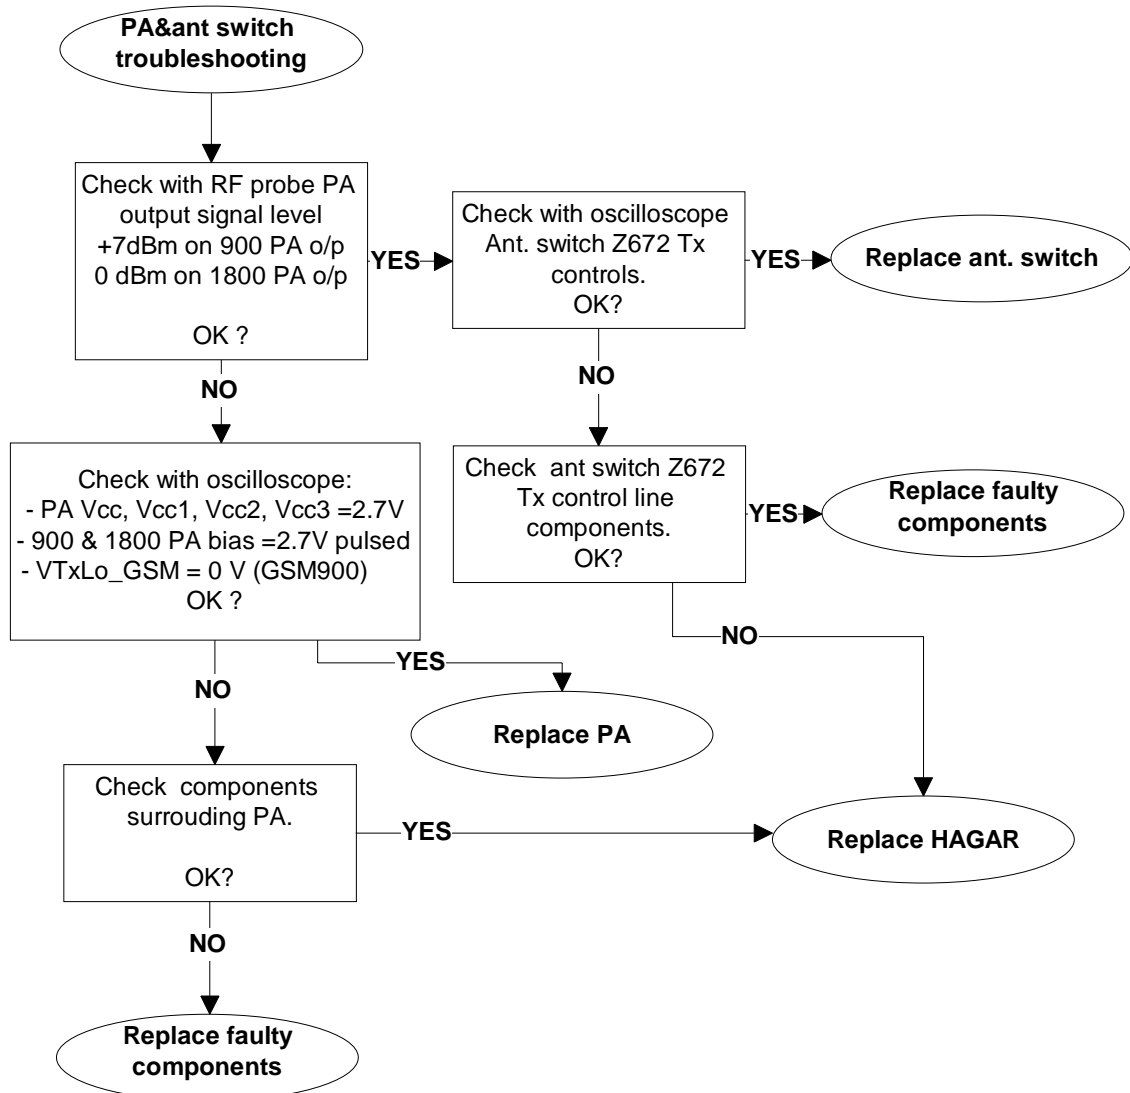 PA&ant switch
troubleshooting
Check with RF probe PA
output signal level
+7dBm on 900 PA o/p
0 dBm on 1800 PA o/p
OK ?
YES
Check with oscilloscope
Ant. switch Z672 Tx
controls.
OK?
YES
Replace ant. switch
NO
NO
Check with oscilloscope:
- PA Vcc, Vcc1, Vcc2, Vcc3 =2.7V
- 900 & 1800 PA bias =2.7V pulsed
- VTxLo_GSM = 0 V (GSM900)
OK ?
Check ant switch Z672
Tx control line
components.
OK?
YES
Replace faulty
components
NO
YES
NO
Replace PA
Check components
surrouding PA.
OK?
YES
Replace HAGAR
NO
Replace faulty
components